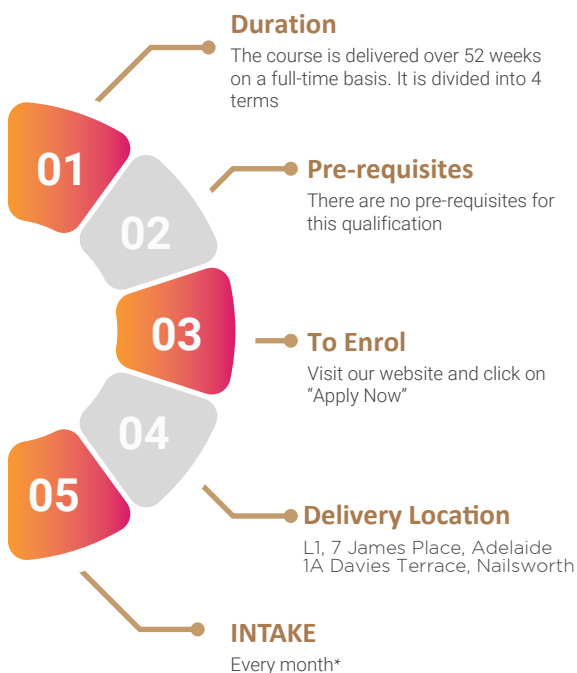 Duration
The course is delivered over 52 weeks
on a full-time basis. It is divided into 4
terms
01
Pre-requisites
There are no pre-requisites for
this qualification
02
03
To Enrol
Visit our website and click on
“Apply Now”
04
05
Delivery Location
L1, 7 James Place, Adelaide
1A Davies Terrace, Nailsworth
INTAKE
Every month*